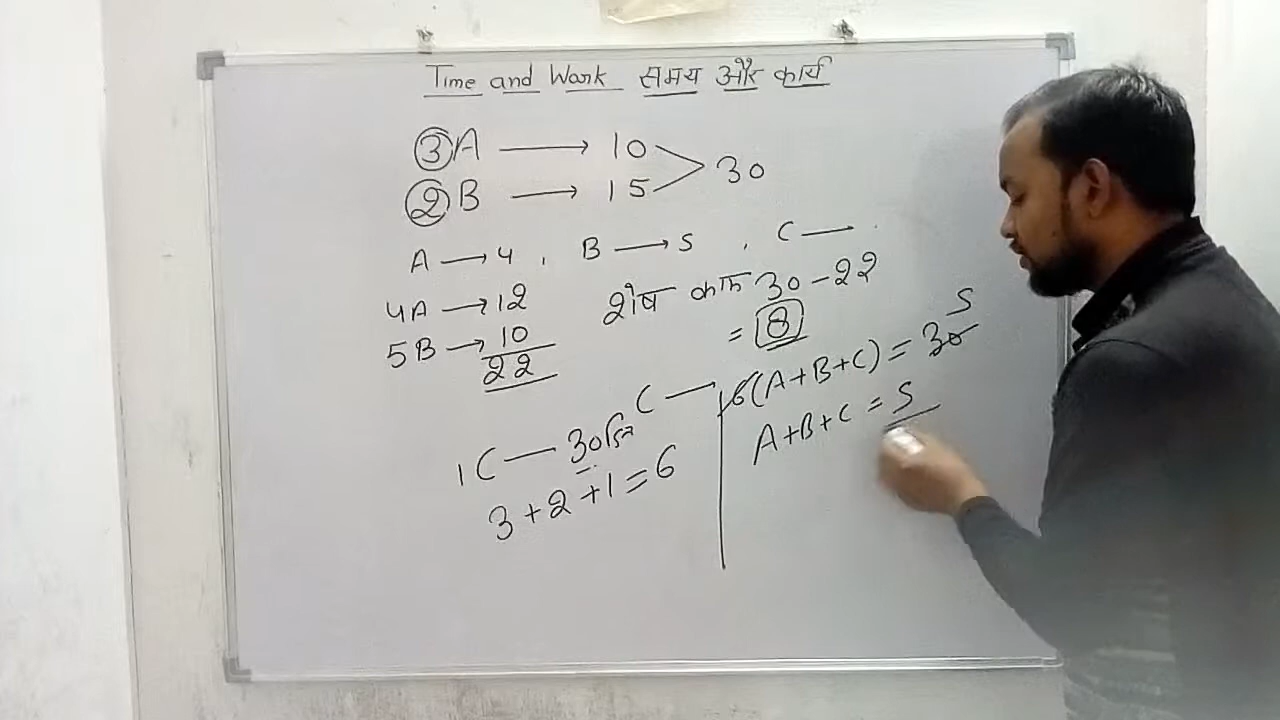 Time and Work समय और कार्य
③A ⟶ 10
②B ⟶ 15 > 30
A ⟶ 4 , B ⟶ 5 , C ⟶
4A ⟶ 12
5B ⟶ 10
22
शेष कार्य 30-22
= 8
C ⟶
1C — 30दिन
3+2+1=6
6(A+B+C) = 30 5
A+B+C = 5